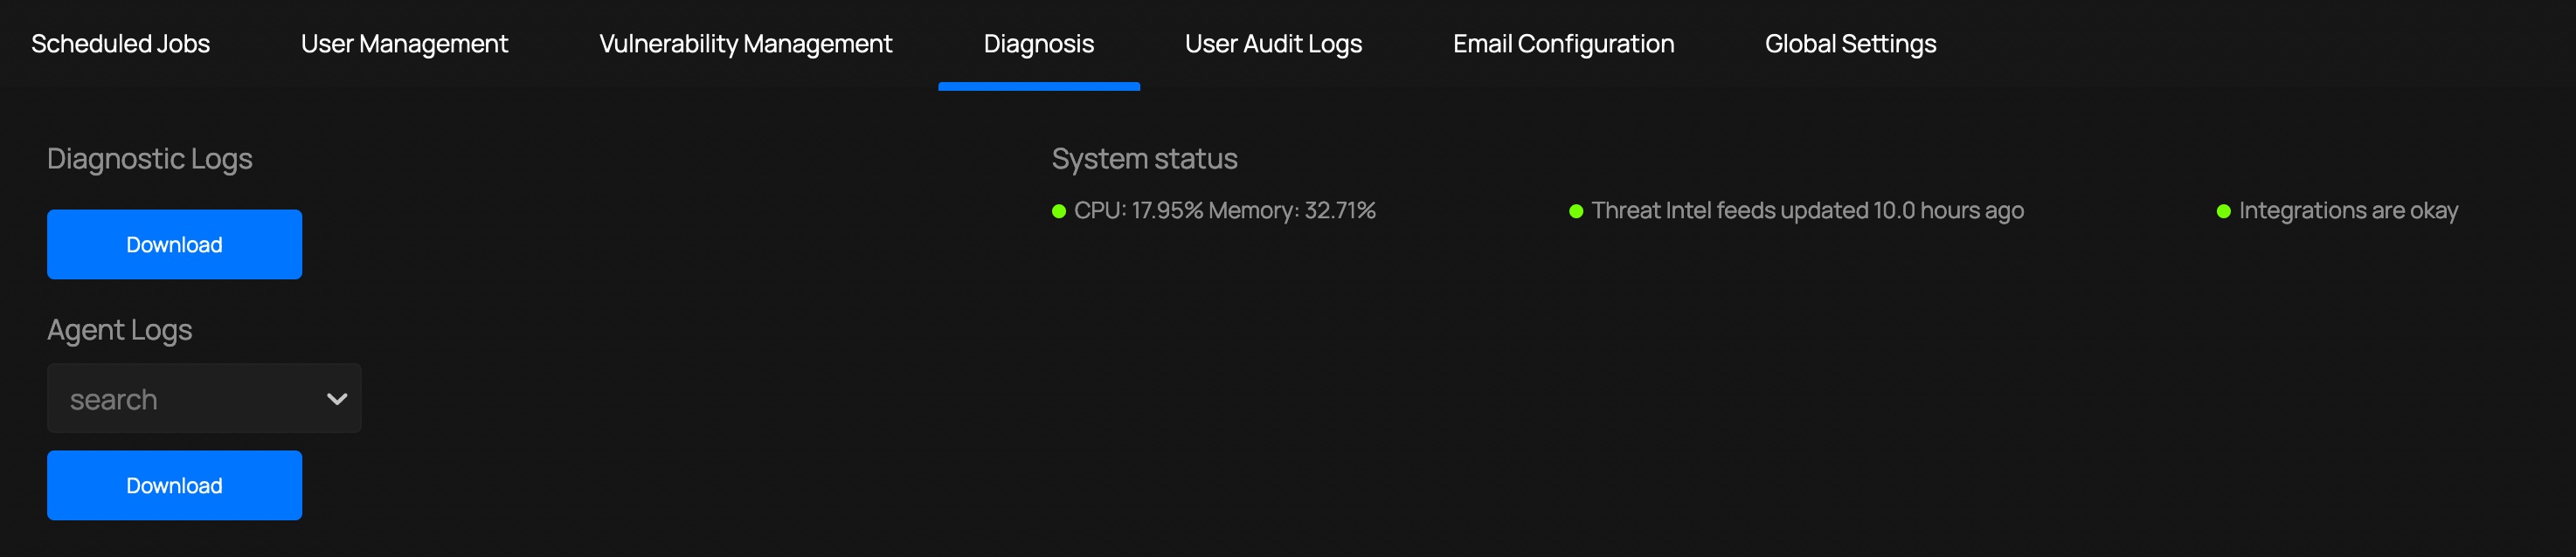 Scheduled Jobs User Management Vulnerability Management Diagnosis User Audit Logs Email Configuration Global Settings
Diagnostic Logs
Download
Agent Logs
search
Download
System status
CPU: 17.95% Memory: 32.71% Threat Intel feeds updated 10.0 hours ago Integrations are okay